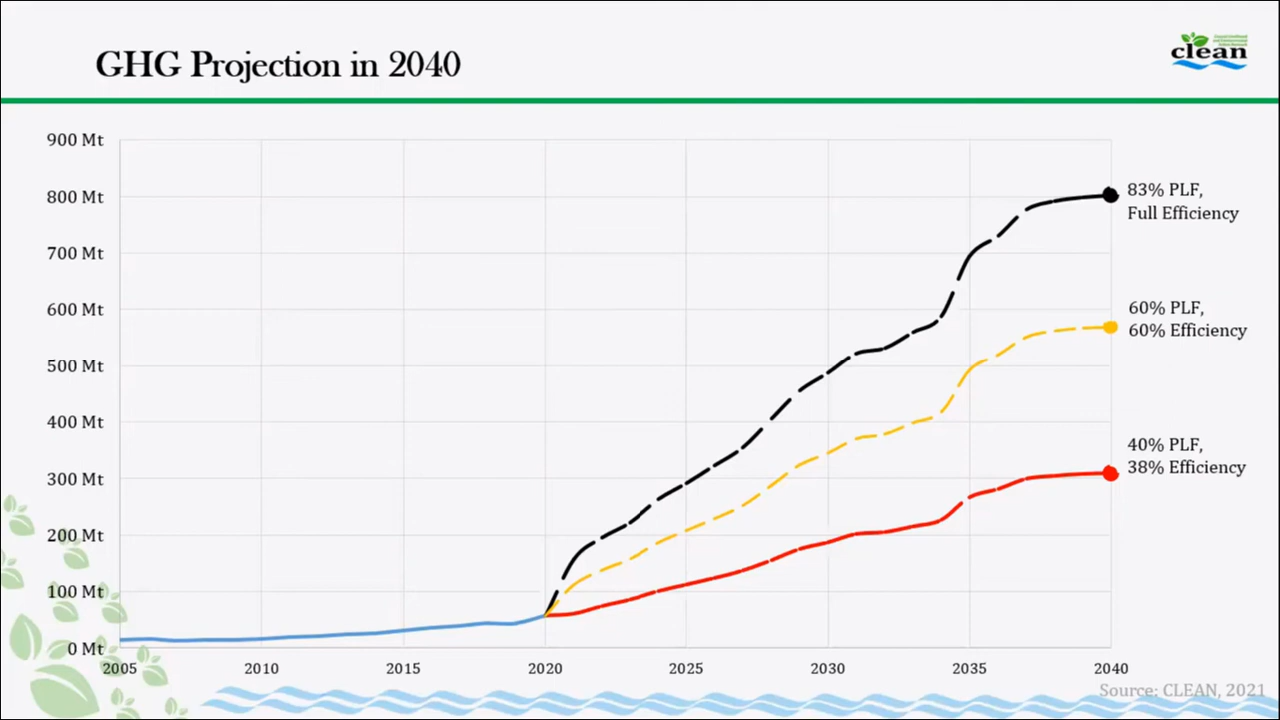 GHG Projection in 2040
clean
900 Mt
800 Mt
700 Mt
600 Mt
500 Mt
400 Mt
300 Mt
200 Mt
100 Mt
0 Mt
2005
2010
2015
2020
2025
2030
2035
2040
83% PLF,
Full Efficiency
60% PLF,
60% Efficiency
40% PLF,
38% Efficiency
Source: CLEAN, 2021